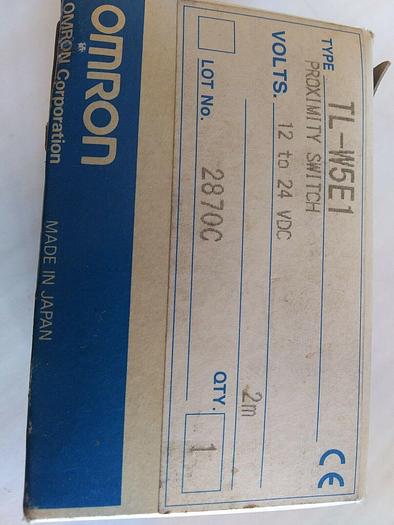 TYPE TL-W5E1
PROXIMITY SWITCH
VOLTS. 12 to 24 VDC
2m
LOT No. 2870C
QTY. 1
CE
OMRON
OMRON Corporation
MADE IN JAPAN